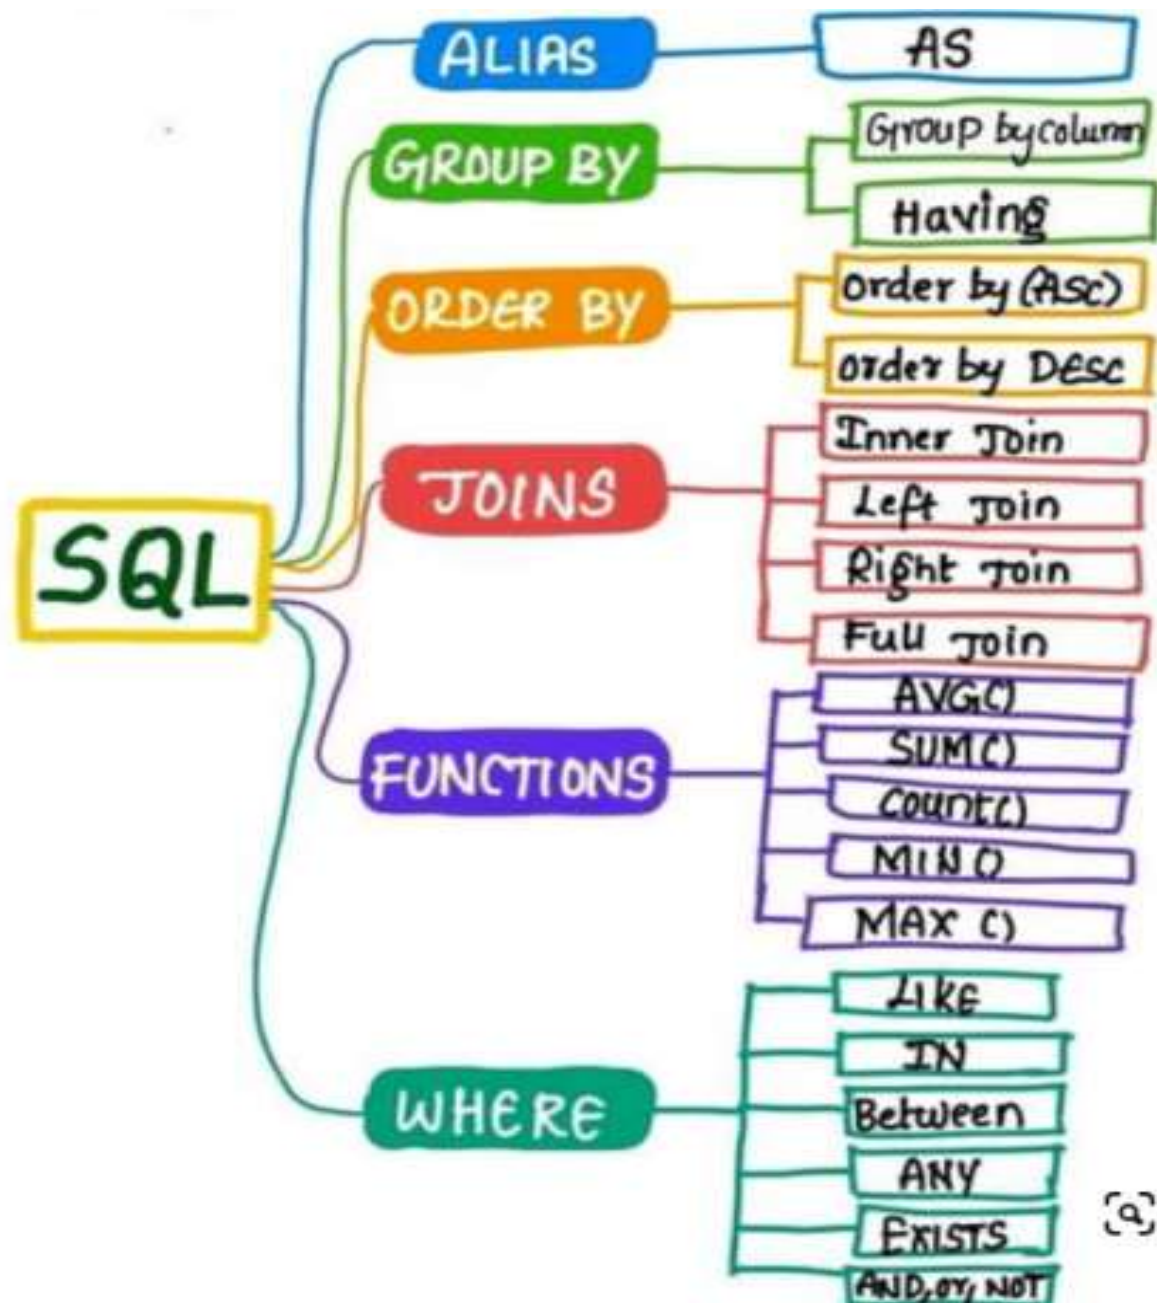 ALIAS
AS
GROUP BY
Group by column
Having
ORDER BY
order by (ASC)
order by DESC
JOINS
Inner Join
Left Join
Right Join
Full Join
SQL
FUNCTIONS
AVG()
SUM()
Count()
MIN()
MAX ()
WHERE
LIKE
IN
Between
ANY
EXISTS
AND, or, NOT